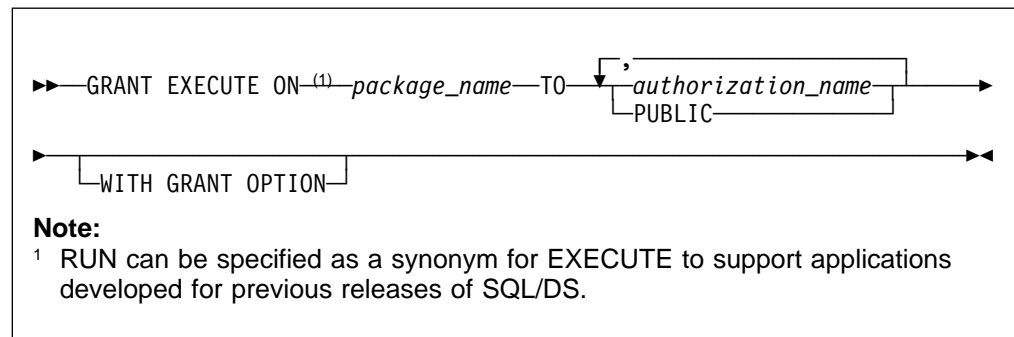 GRANT EXECUTE ON (1) package_name TO , authorization_name
PUBLIC
WITH GRANT OPTION
Note:
1 RUN can be specified as a synonym for EXECUTE to support applications
developed for previous releases of SQL/DS.